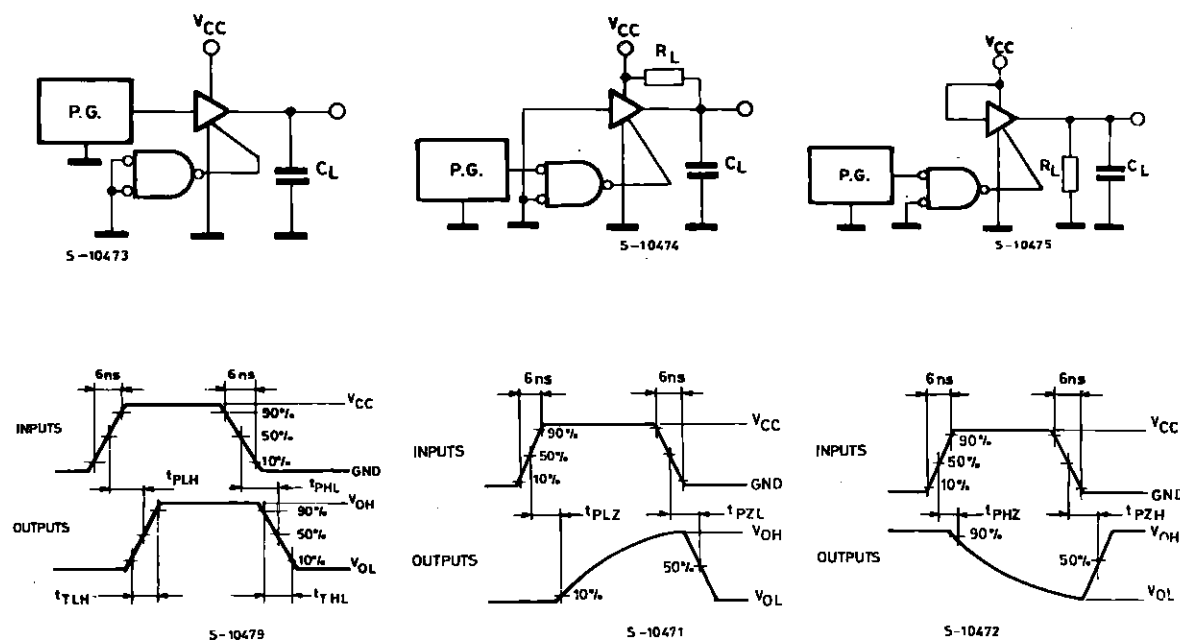 VCC
P.G.
CL
S-10473
VCC
RL
P.G.
CL
S-10474
VCC
P.G.
RL
CL
S-10475
6ns
6ns
VCC
90%
INPUTS
50%
10%
GND
tPLH
tPHL
VOH
90%
OUTPUTS
50%
10%
VOL
tTLH
tTHL
S-10479
6ns
6ns
VCC
90%
INPUTS
50%
10%
GND
tPLZ
tPZL
VOH
OUTPUTS
50%
10%
VOL
S-10471
6ns
6ns
VCC
90%
INPUTS
50%
10%
GND
tPHZ
tPZH
VOH
90%
OUTPUTS
50%
VOL
S-10472